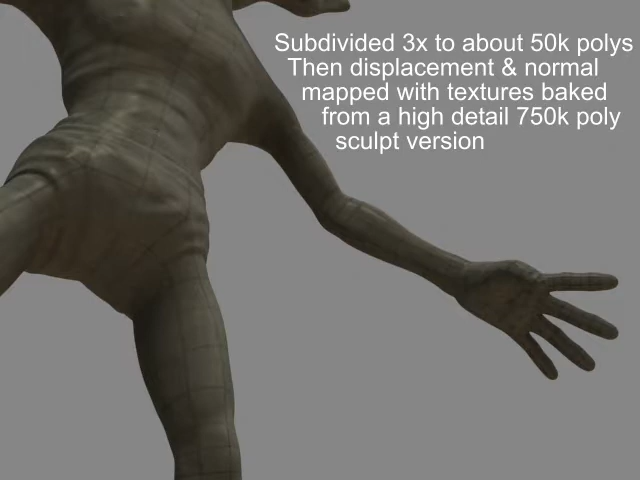 Subdivided 3x to about 50k polys
Then displacement & normal
mapped with textures baked
from a high detail 750k poly
sculpt version